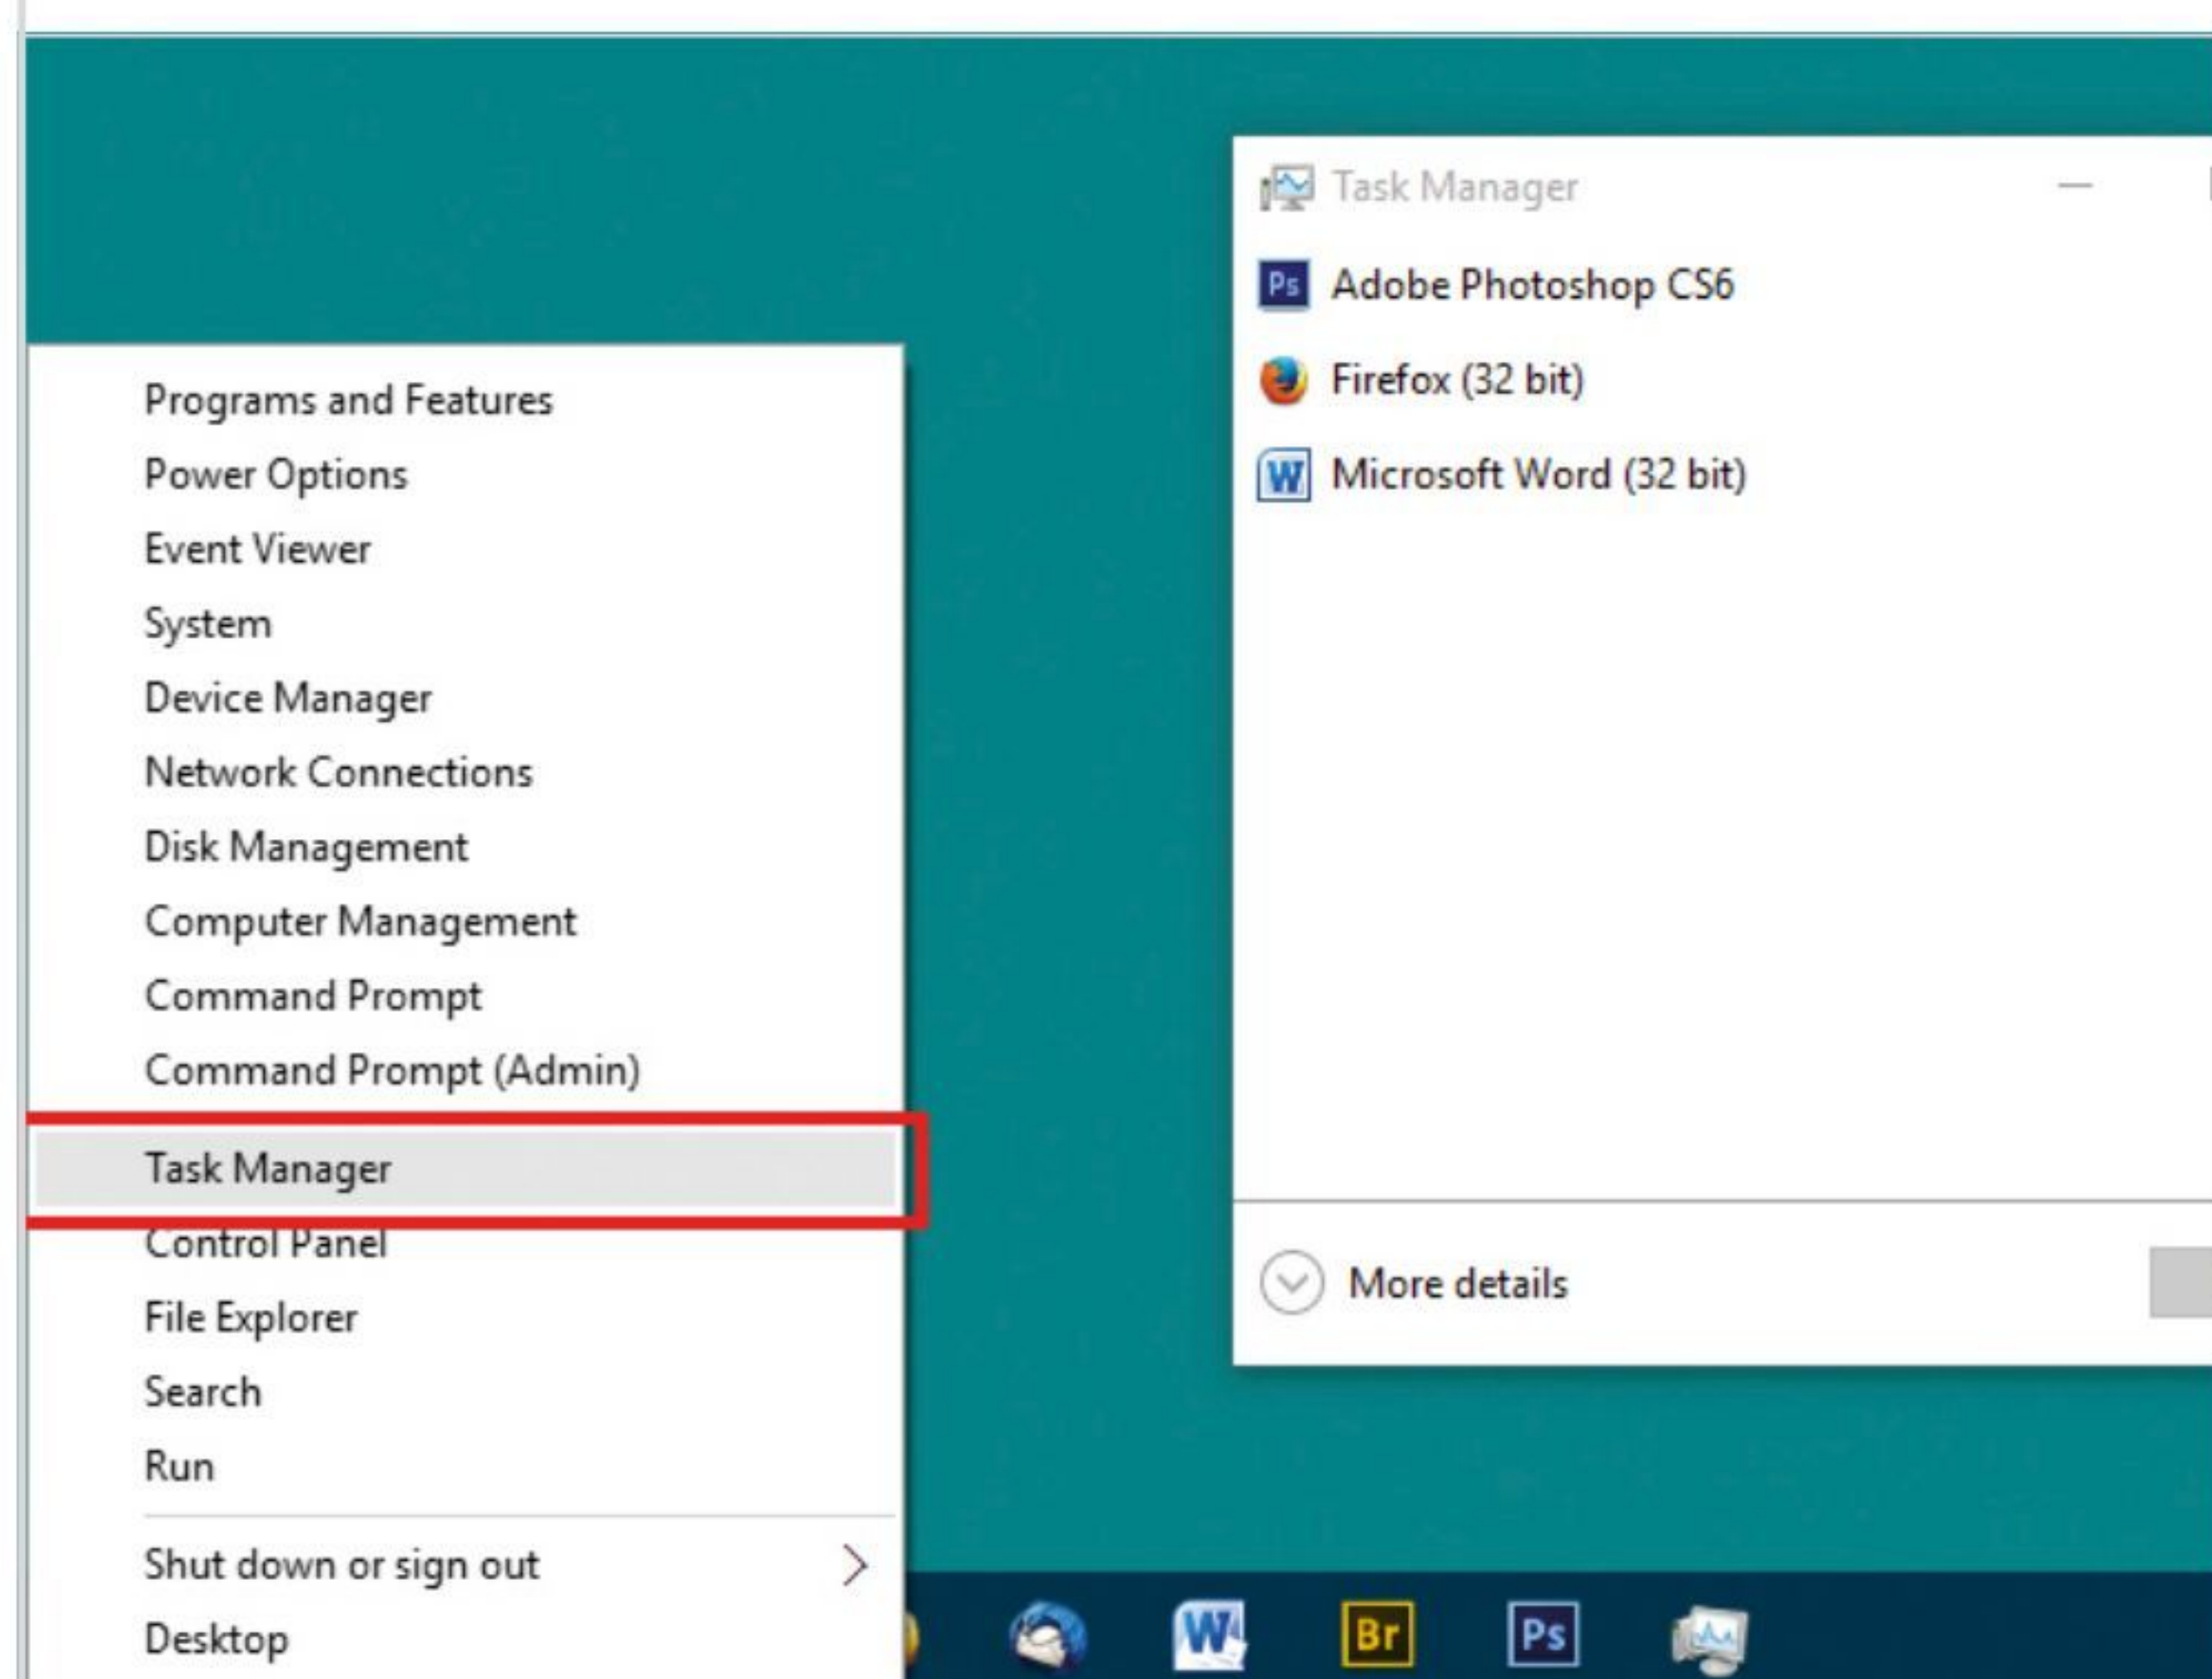 Task Manager
Ps Adobe Photoshop CS6
Firefox (32 bit)
W Microsoft Word (32 bit)
More details
Programs and Features
Power Options
Event Viewer
System
Device Manager
Network Connections
Disk Management
Computer Management
Command Prompt
Command Prompt (Admin)
Task Manager
Control Panel
File Explorer
Search
Run
Shut down or sign out
Desktop
W Br Ps